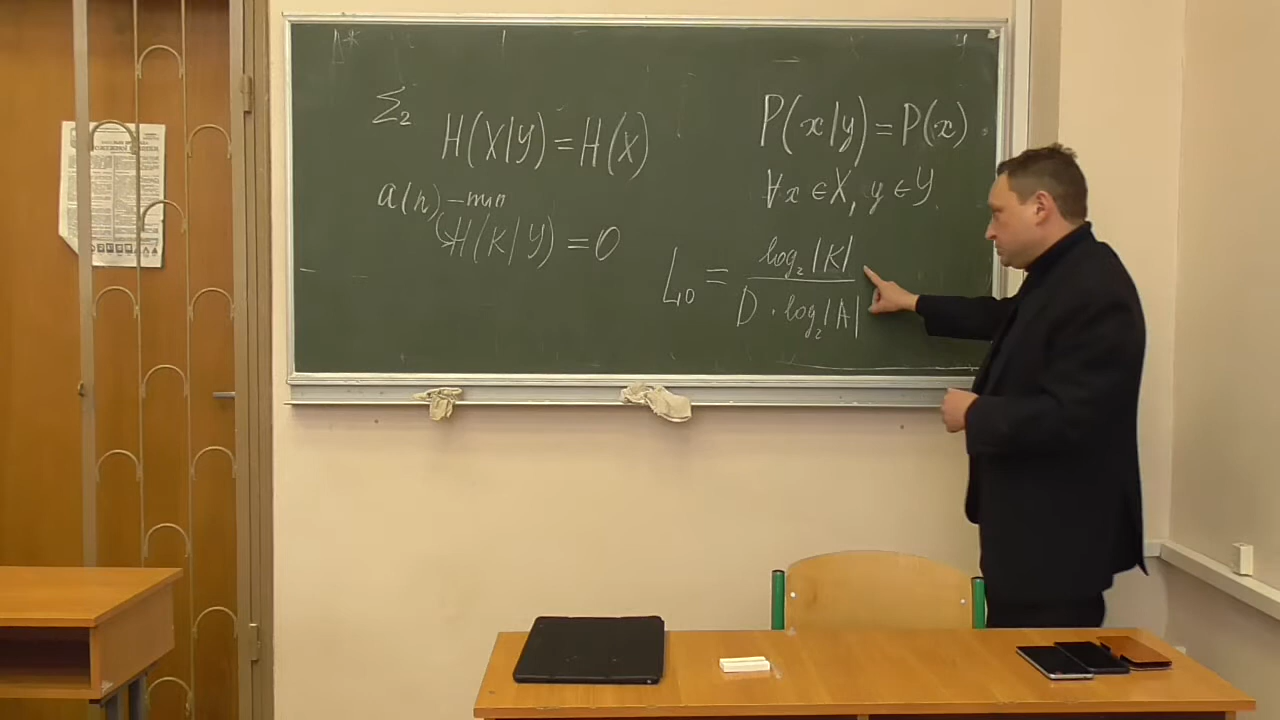 Σ₂ H(X|Y) = H(X)
a(n) – min
H(K|Y) = 0
P(x|y) = P(x).
∀x ∈ X, y ∈ Y.
L₀ = log₂|K| / D · log₂|A|